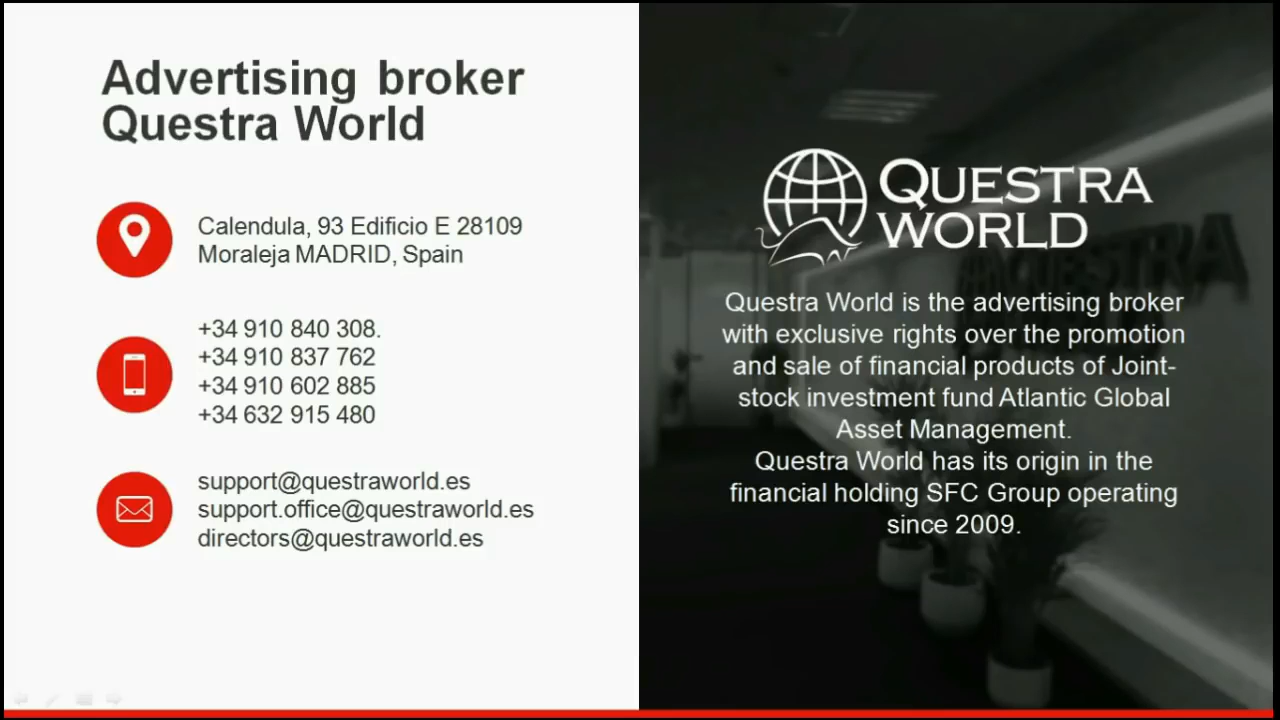 Advertising broker
Questra World
Calendula, 93 Edificio E 28109
Moraleja MADRID, Spain
+34 910 840 308.
+34 910 837 762
+34 910 602 885
+34 632 915 480
support@questraworld.es
support.office@questraworld.es
directors@questraworld.es
QUESTRA
WORLD
QUESTRA
Questra World is the advertising broker
with exclusive rights over the promotion
and sale of financial products of Joint-
stock investment fund Atlantic Global
Asset Management.
Questra World has its origin in the
financial holding SFC Group operating
since 2009.